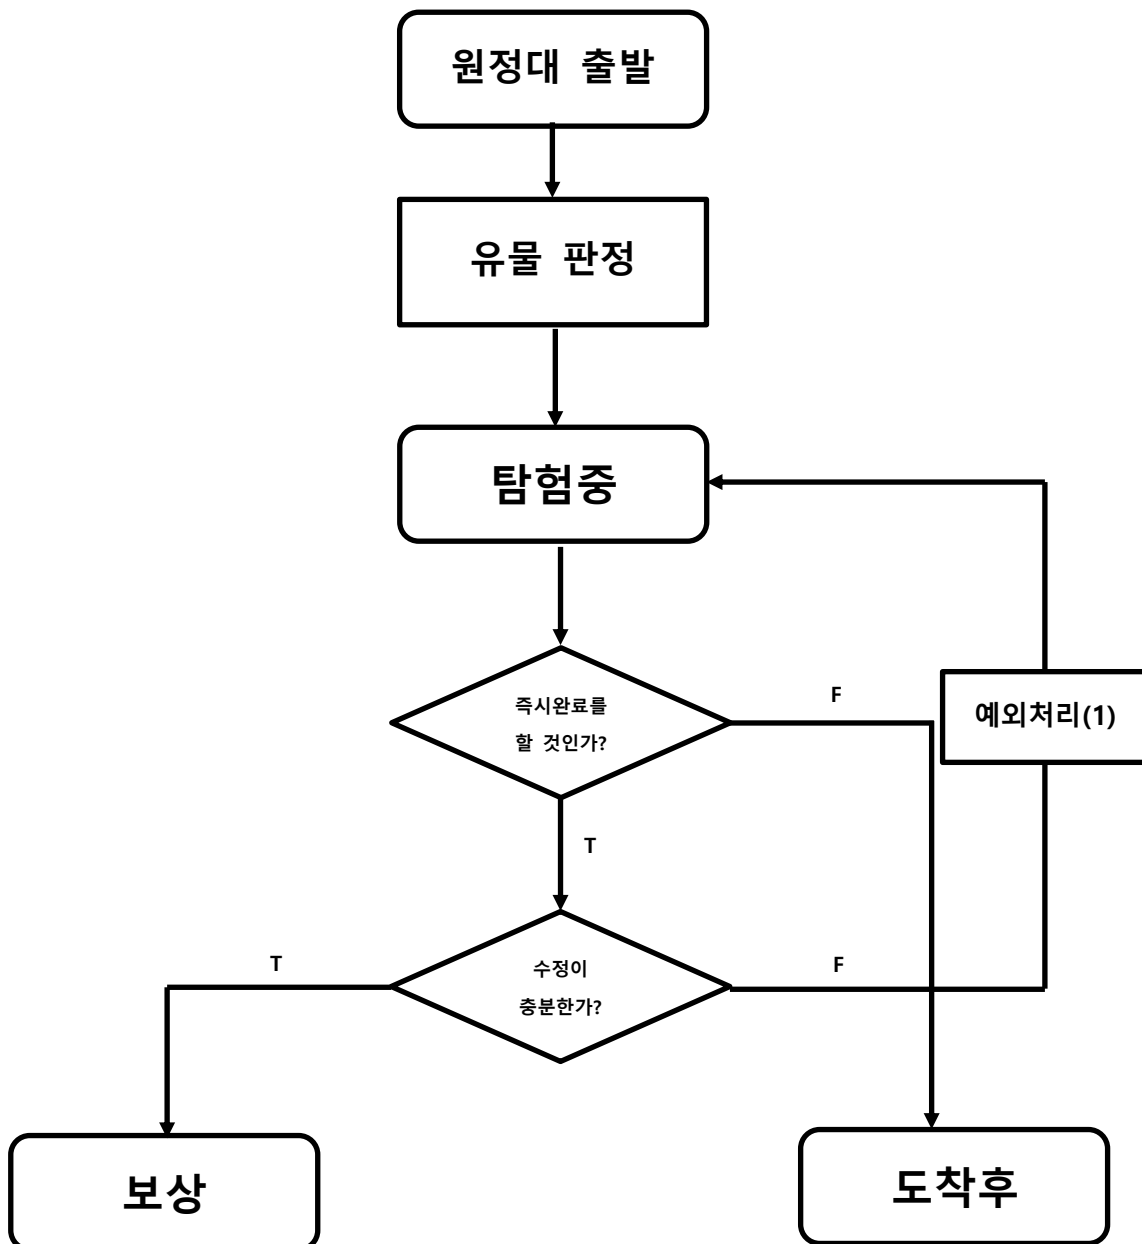 원정대 출발
유물 판정
탐험중
즉시완료를
할 것인가?
F
예외처리(1)
T
수정이
충분한가?
T
F
보상
도착후